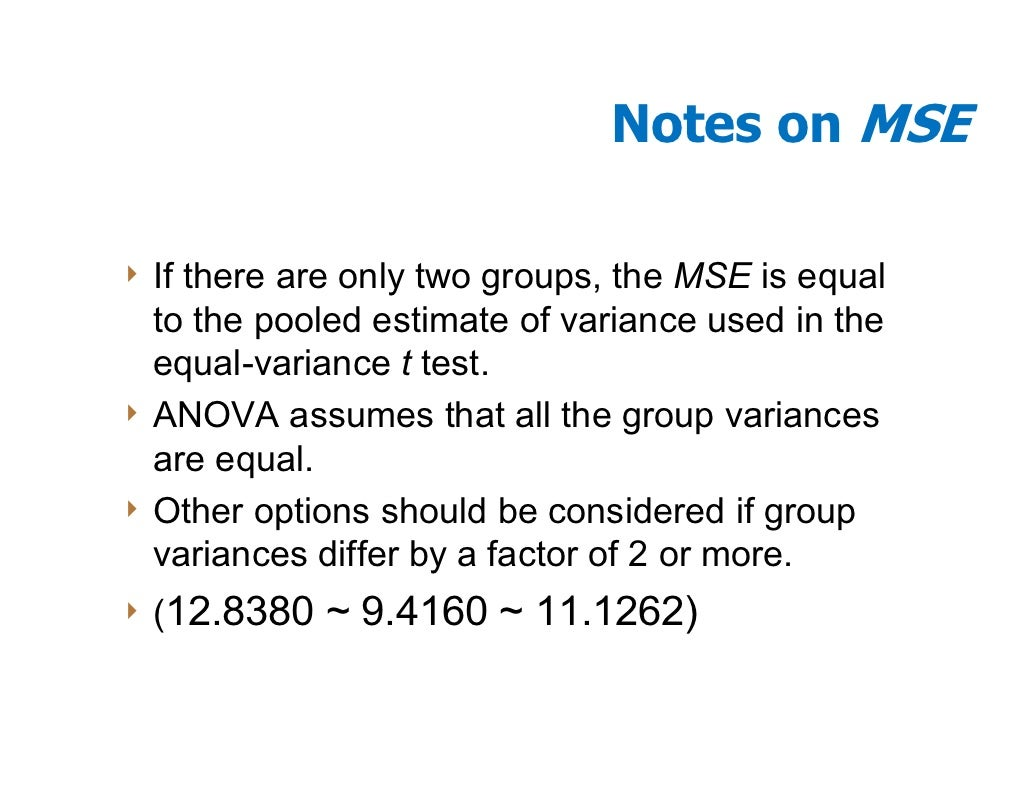 Notes on MSE
If there are only two groups, the MSE is equal
to the pooled estimate of variance used in the
equal-variance t test.
ANOVA assumes that all the group variances
are equal.
Other options should be considered if group
variances differ by a factor of 2 or more.
(12.8380 ~ 9.4160 ~ 11.1262)